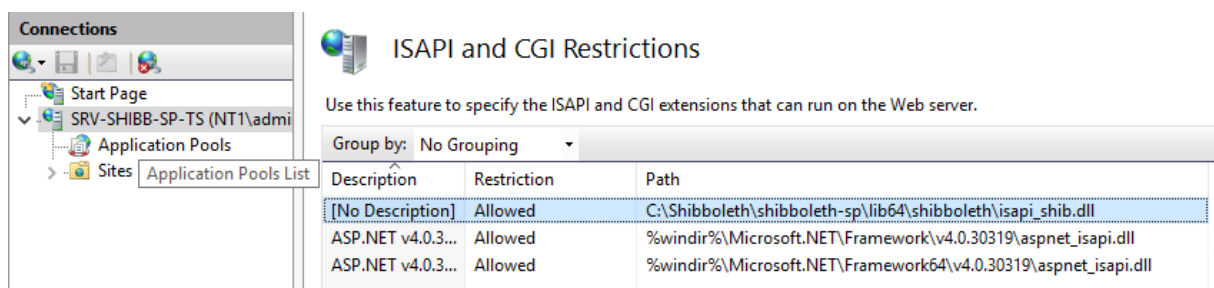 Connections
Start Page
SRV-SHIBB-SP-TS (NT1\admi
Application Pools
Sites
Application Pools List
ISAPI and CGI Restrictions
Use this feature to specify the ISAPI and CGI extensions that can run on the Web server.
Group by: No Grouping
Description Restriction Path
[No Description] Allowed C:\Shibboleth\shibboleth-sp\lib64\shibboleth\isapi_shib.dll
ASP.NET v4.0.3... Allowed %windir%\Microsoft.NET\Framework\v4.0.30319\aspnet_isapi.dll
ASP.NET v4.0.3... Allowed %windir%\Microsoft.NET\Framework64\v4.0.30319\aspnet_isapi.dll